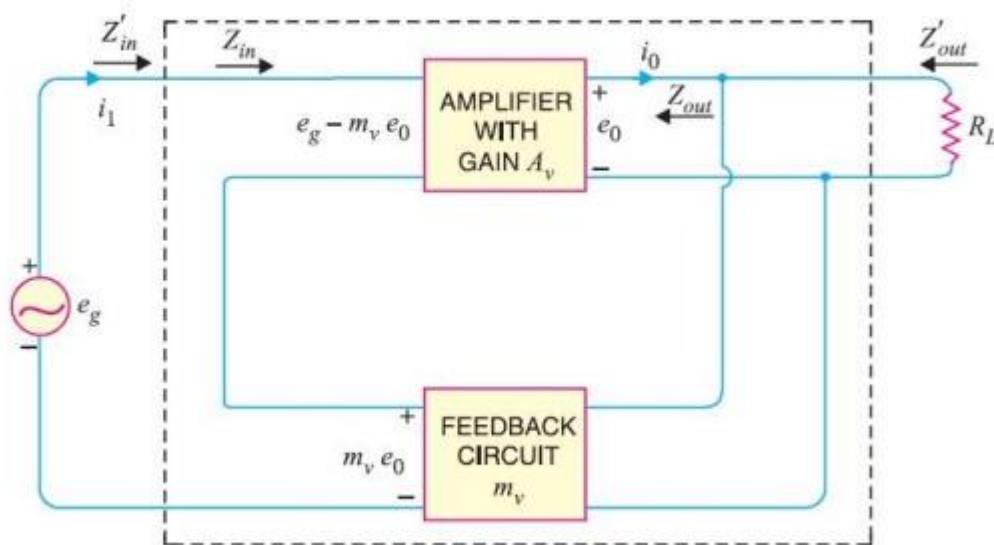 Z'in
Zin
i1
i0
Z'out
Zout
AMPLIFIER
WITH
GAIN Av
eg – mv e0
+
e0
–
RL
+
eg
–
+
mv e0
–
FEEDBACK
CIRCUIT
mv